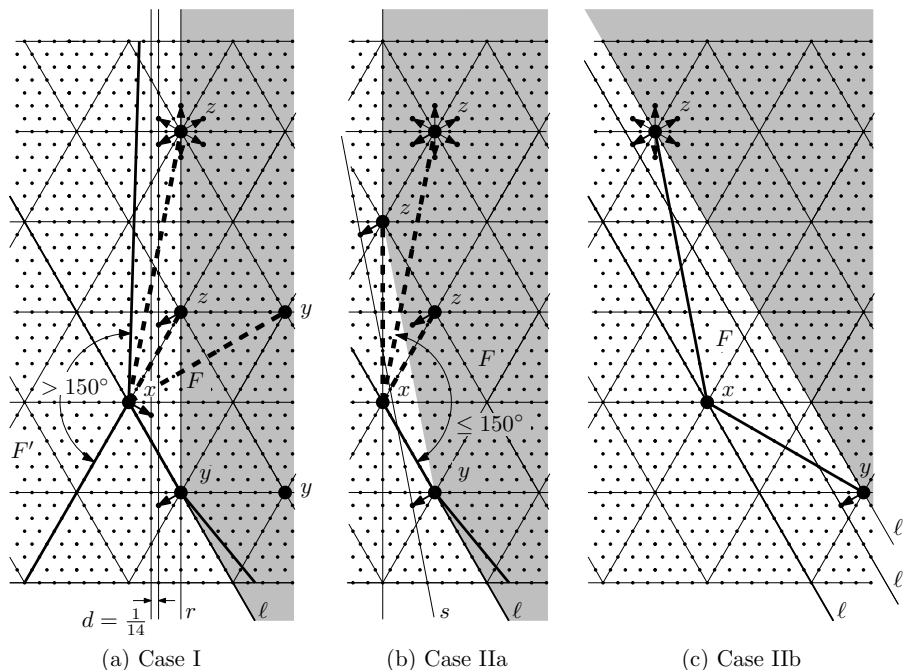 z
z
z
y
x
F
> 150°
F′
y
y
d = 1/14
r
ℓ
(a) Case I
z
z
z
F
x
≤ 150°
y
s
ℓ
(b) Case IIa
z
F
x
y
ℓ
ℓ
ℓ
(c) Case IIb